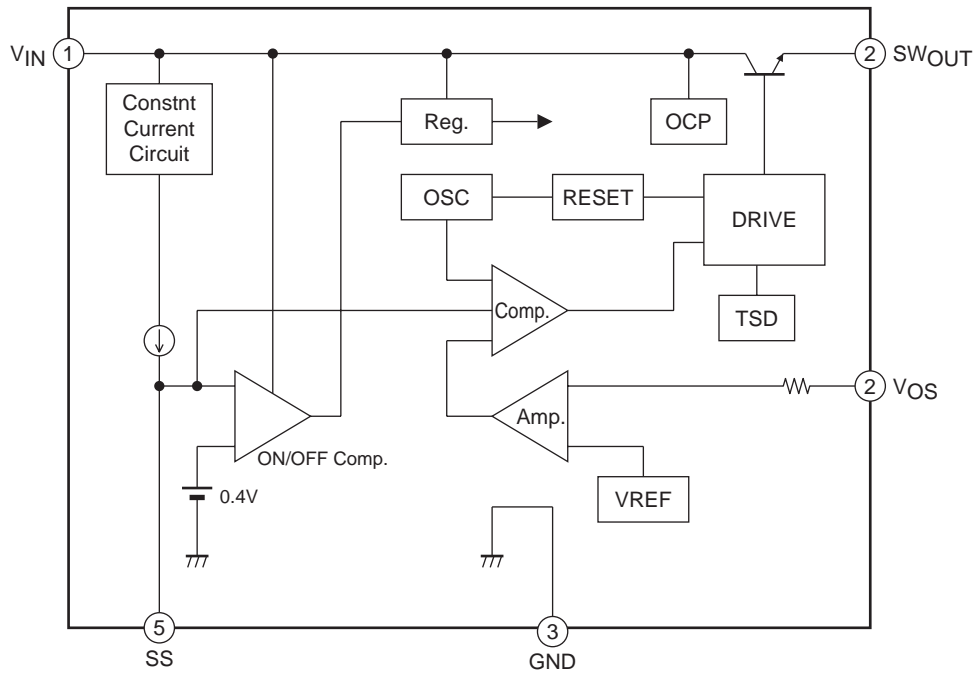 VIN
1
2
SWOUT
Constnt
Current
Circuit
Reg.
OCP
OSC
RESET
DRIVE
Comp.
TSD
2
VOS
Amp.
ON/OFF Comp.
0.4V
VREF
5
SS
3
GND